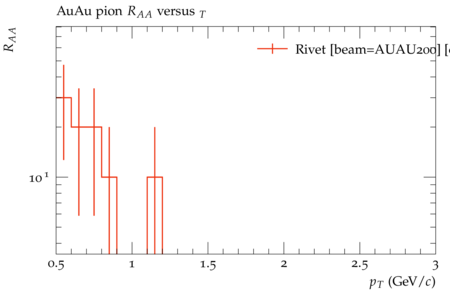 AuAu pion R_AA versus _T
R_AA
Rivet [beam=AUAU200] [
10^1
0.5 1 1.5 2 2.5 3
p_T (GeV/c)